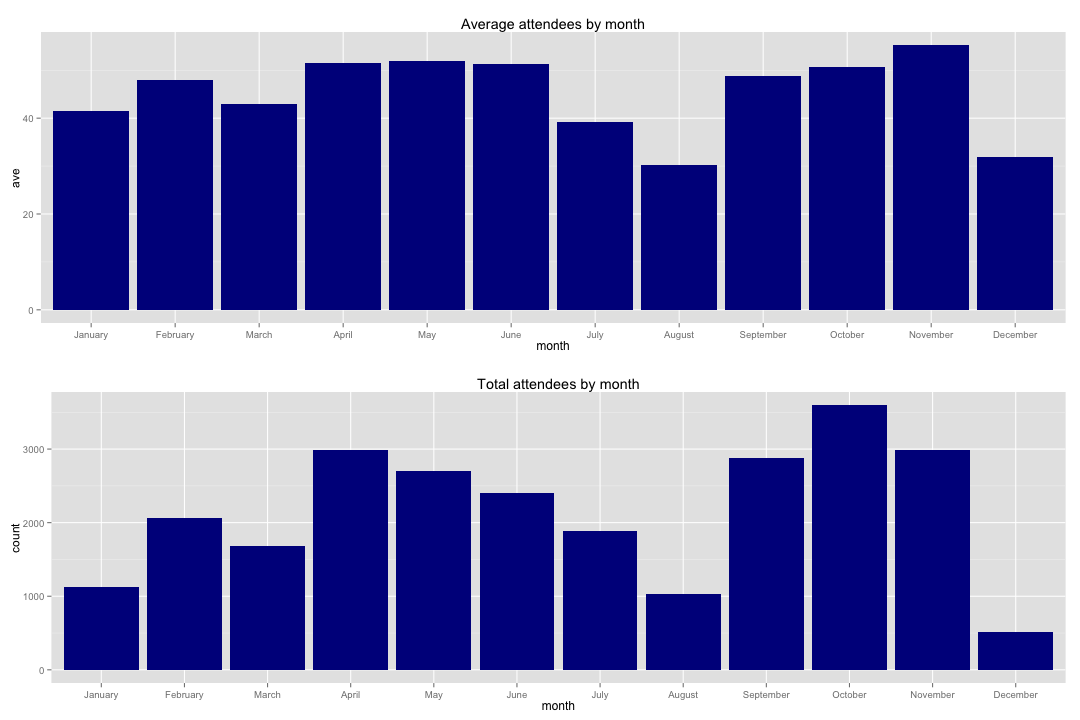 Average attendees by month
ave
40
20
0
January February March April May June July August September October November December
month
Total attendees by month
count
3000
2000
1000
0
January February March April May June July August September October November December
month